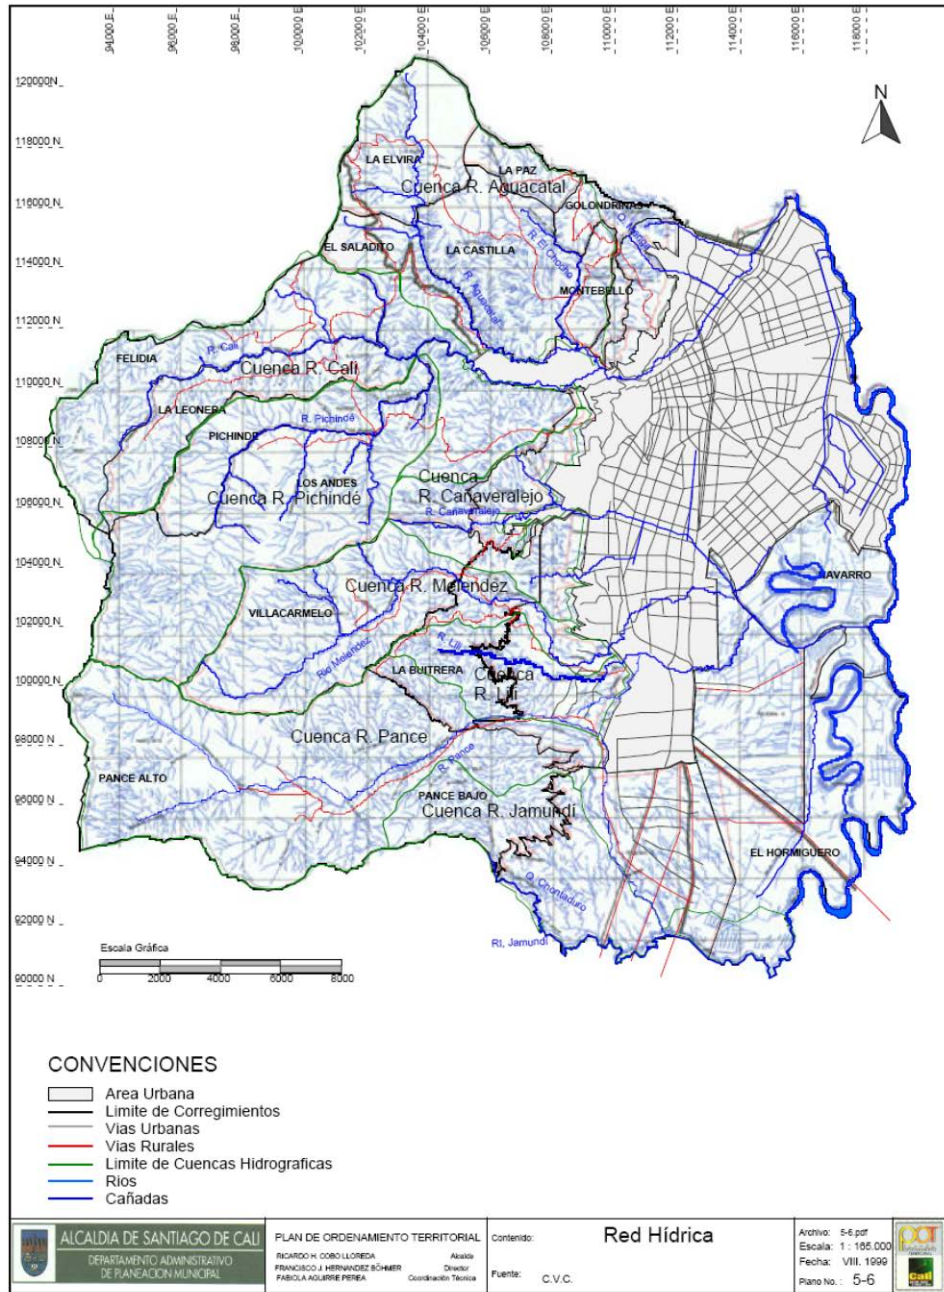 94000 E
96000 E
98000 E
100000 E
102000 E
104000 E
106000 E
108000 E
110000 E
112000 E
114000 E
116000 E
118000 E
120000N
118000 N
116000 N
114000 N
112000 N
110000 N
108000 N
106000 N
104000 N
102000 N
100000 N
98000 N
96000 N
94000 N
92000 N
90000 N
N
LA ELVIRA
LA PAZ
Cuenca R. Aguacatal
GOLONDRINAS
EL SALADITO
LA CASTILLA
R. El Chocho
R. Aguacatal
MONTEBELLO
FELIDIA
R. Cali
Cuenca R. Cali
LA LEONERA
PICHINDE
R. Pichindé
LOS ANDES
Cuenca R. Pichindé
Cuenca
R. Cañaveralejo
R. Cañaveralejo
NAVARRO
Cuenca R. Melendez
VILLACARMELO
Rio Melendez
R. Lili
LA BUITRERA
Cuenca
R. Lili
Cuenca R. Pance
R. Pance
PANCE ALTO
PANCE BAJO
Cuenca R. Jamundí
EL HORMIGUERO
Q. Chontaduro
RI, Jamundí
Escala Gráfica
0 2000 4000 6000 8000
CONVENCIONES
Area Urbana
Limite de Corregimientos
Vias Urbanas
Vias Rurales
Limite de Cuencas Hidrograficas
Rios
Cañadas
ALCALDIA DE SANTIAGO DE CALI
DEPARTAMENTO ADMINISTRATIVO
DE PLANEACION MUNICIPAL
PLAN DE ORDENAMIENTO TERRITORIAL
RICARDO H. COBO LLOREDA Alcalde
FRANCISCO J. HERNANDEZ BÖHMER Director
FABIOLA AGUIRRE PEREA Coordinación Técnica
Contenido: Red Hídrica
Fuente: C.V.C.
Archivo: 5-6.pdf
Escala: 1 : 165.000
Fecha: VIII. 1999
Plano No. : 5-6
POT
Cali